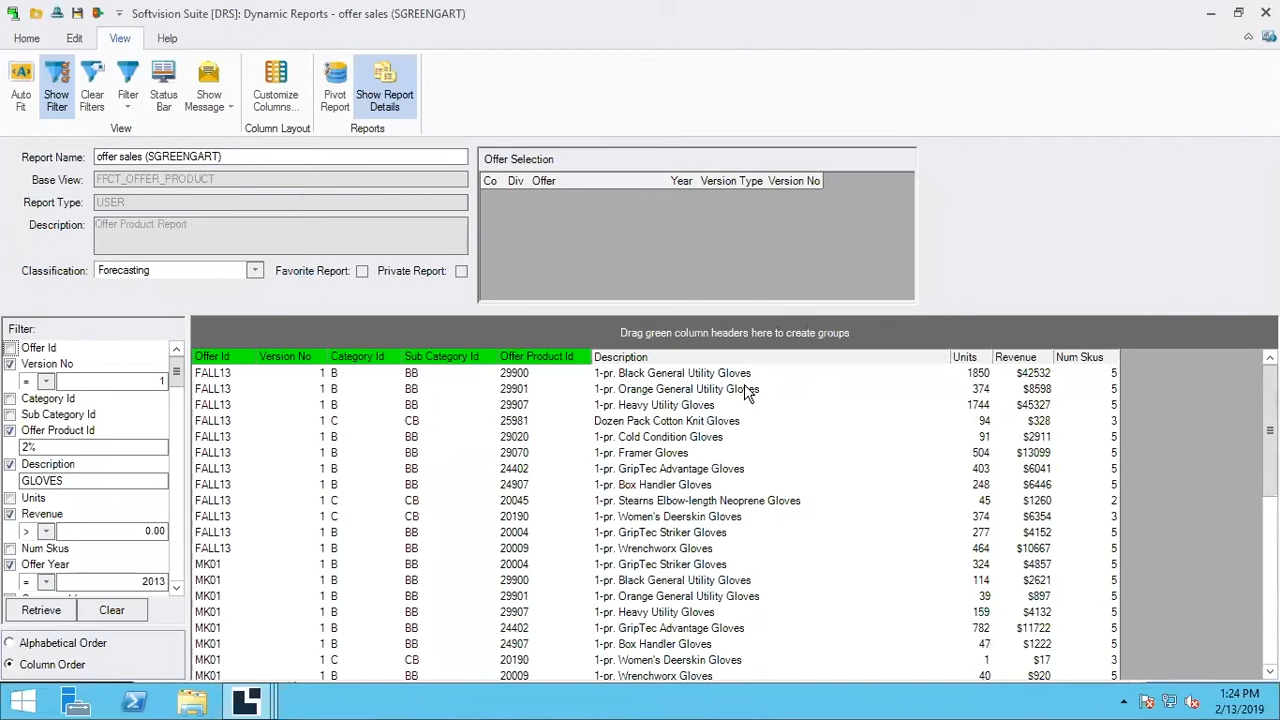 Softvision Suite [DRS]: Dynamic Reports - offer sales (SGREENGART)
Home Edit View Help
Auto Fit
Show Filter
Clear Filters
Filter
Status Bar
Show Message
Customize Columns...
Pivot Report
Show Report Details
View Column Layout Reports
Report Name: offer sales (SGREENGART)
Base View: FFCT_OFFER_PRODUCT
Report Type: USER
Description: Offer Product Report
Classification: Forecasting Favorite Report: Private Report:
Offer Selection
Co Div Offer Year Version Type Version No
Filter:
Offer Id
Version No
= 1
Category Id
Sub Category Id
Offer Product Id
2%
Description
GLOVES
Units
Revenue
> 0.00
Num Skus
Offer Year
= 2013
Retrieve Clear
Alphabetical Order
Column Order
Drag green column headers here to create groups
Offer Id Version No Category Id Sub Category Id Offer Product Id Description Units Revenue Num Skus
FALL13 1 B BB 29900 1-pr. Black General Utility Gloves 1850 $42532 5
FALL13 1 B BB 29901 1-pr. Orange General Utility Gloves 374 $8598 5
FALL13 1 B BB 29907 1-pr. Heavy Utility Gloves 1744 $45327 5
FALL13 1 C CB 25981 Dozen Pack Cotton Knit Gloves 94 $328 3
FALL13 1 B BB 29020 1-pr. Cold Condition Gloves 91 $2911 5
FALL13 1 B BB 29070 1-pr. Framer Gloves 504 $13099 5
FALL13 1 B BB 24402 1-pr. GripTec Advantage Gloves 403 $6041 5
FALL13 1 B BB 24907 1-pr. Box Handler Gloves 248 $6446 5
FALL13 1 C CB 20045 1-pr. Stearns Elbow-length Neoprene Gloves 45 $1260 2
FALL13 1 C CB 20190 1-pr. Women's Deerskin Gloves 374 $6354 3
FALL13 1 B BB 20004 1-pr. GripTec Striker Gloves 277 $4152 5
FALL13 1 B BB 20009 1-pr. Wrenchworx Gloves 464 $10667 5
MK01 1 B BB 20004 1-pr. GripTec Striker Gloves 324 $4857 5
MK01 1 B BB 29900 1-pr. Black General Utility Gloves 114 $2621 5
MK01 1 B BB 29901 1-pr. Orange General Utility Gloves 39 $897 5
MK01 1 B BB 29907 1-pr. Heavy Utility Gloves 159 $4132 5
MK01 1 B BB 24402 1-pr. GripTec Advantage Gloves 782 $11722 5
MK01 1 B BB 24907 1-pr. Box Handler Gloves 47 $1222 5
MK01 1 C CB 20190 1-pr. Women's Deerskin Gloves 1 $17 3
MK01 1 B BB 20009 1-pr. Wrenchworx Gloves 40 $920 5
1:24 PM
2/13/2019